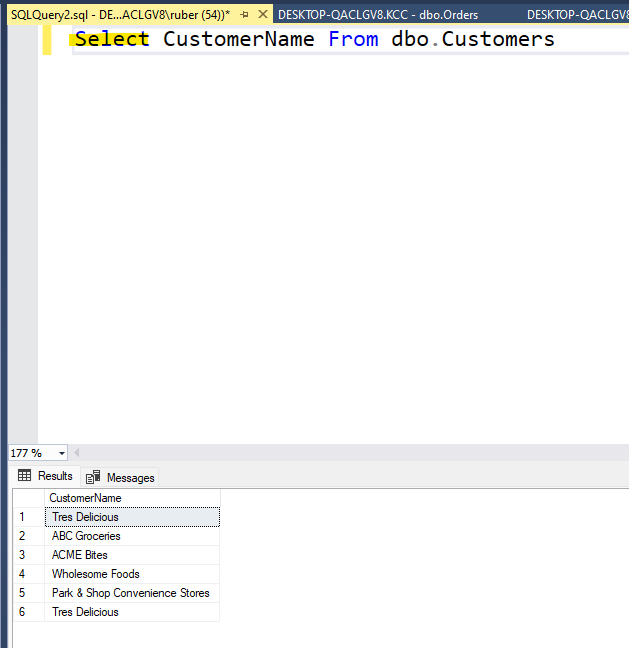 SQLQuery2.sql - DE...ACLGV8\ruber (54))* DESKTOP-QACLGV8.KCC - dbo.Orders DESKTOP-QACLGV8
Select CustomerName From dbo.Customers
177 %
Results Messages
CustomerName
1 Tres Delicious
2 ABC Groceries
3 ACME Bites
4 Wholesome Foods
5 Park & Shop Convenience Stores
6 Tres Delicious